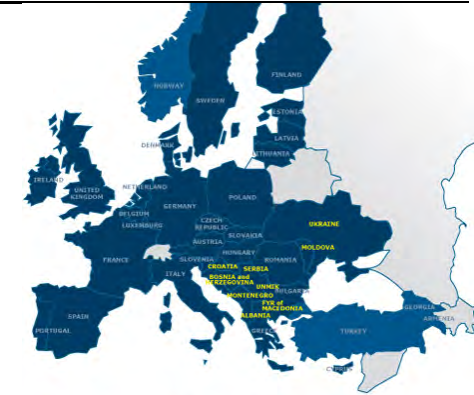 FINLAND
NORWAY
SWEDEN
ESTONIA
LATVIA
DENMARK
LITHUANIA
IRELAND
UNITED
KINGDOM
NETHERLAND
POLAND
GERMANY
BELGIUM
LUXEMBURG
CZECH
REPUBLIC
UKRAINE
SLOVAKIA
AUSTRIA
MOLDOVA
HUNGARY
FRANCE
SLOVENIA
ROMANIA
CROATIA
SERBIA
ITALY
BOSNIA and
HERZEGOVINA
UNMIK
BULGARIA
MONTENEGRO
FYR of
MACEDONIA
GEORGIA
SPAIN
ALBANIA
ARMENIA
PORTUGAL
GREECE
TURKEY
CYPRUS